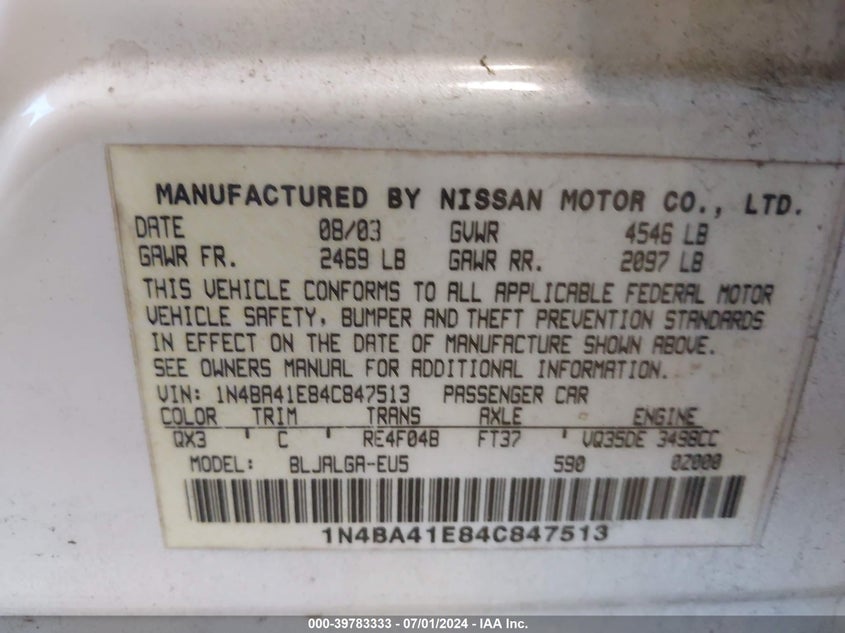 MANUFACTURED BY NISSAN MOTOR CO., LTD.
DATE 08/03 GVWR 4546 LB
GAWR FR. 2469 LB GAWR RR. 2097 LB
THIS VEHICLE CONFORMS TO ALL APPLICABLE FEDERAL MOTOR
VEHICLE SAFETY, BUMPER AND THEFT PREVENTION STANDARDS
IN EFFECT ON THE DATE OF MANUFACTURE SHOWN ABOVE.
SEE OWNERS MANUAL FOR ADDITIONAL INFORMATION.
VIN: 1N4BA41E84C847513 PASSENGER CAR
COLOR TRIM TRANS AXLE ENGINE
QX3 C RE4F04B FT37 VQ35DE 3498CC
MODEL: BLJALGA-EU5 590 0Z000
1N4BA41E84C847513
000-39783333 - 07/01/2024 - IAA Inc.